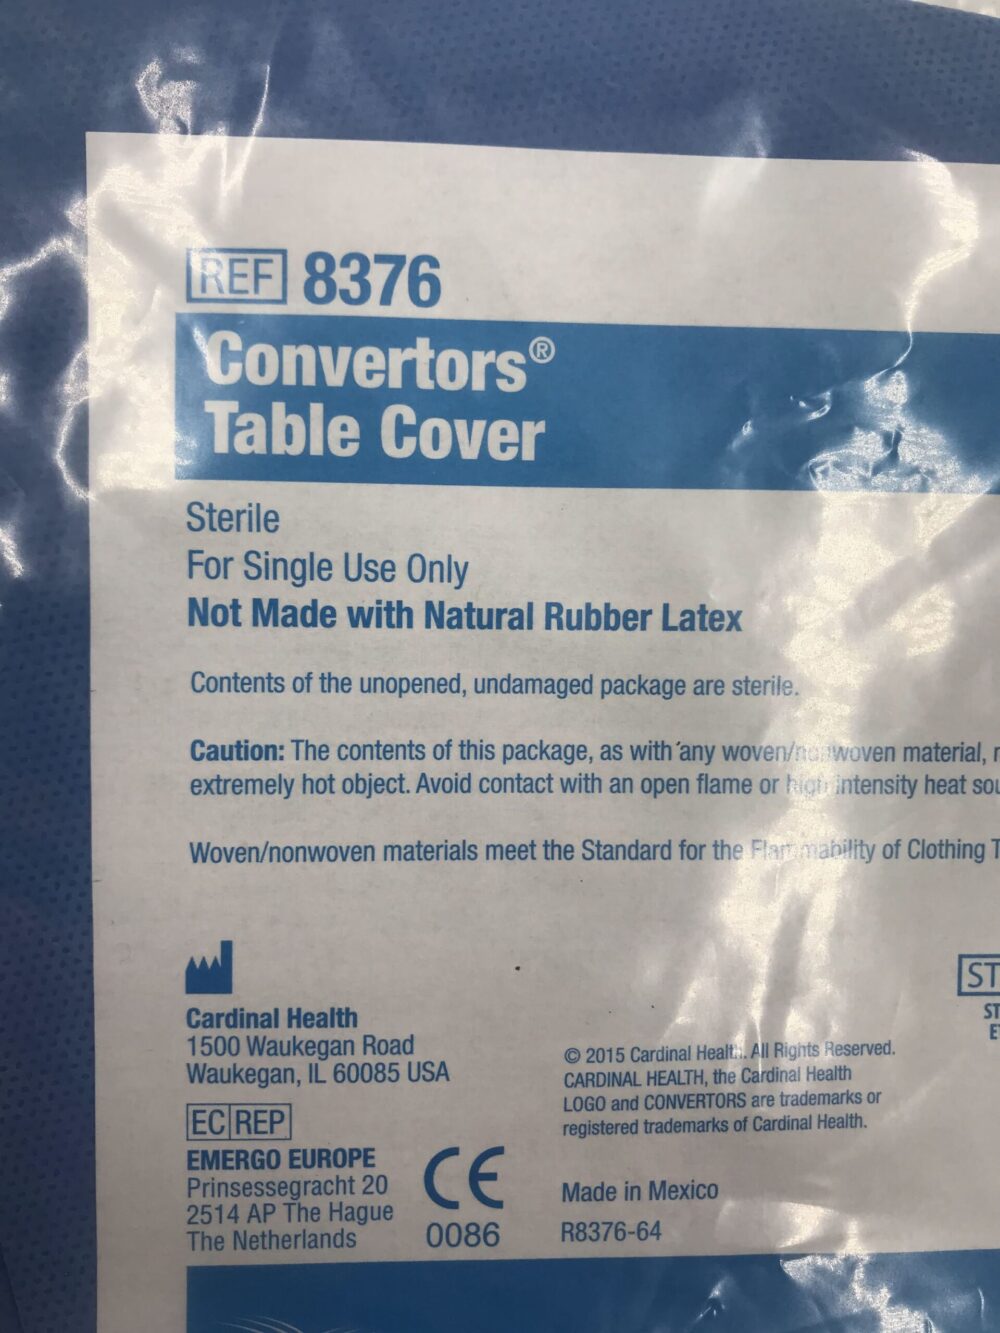 REF 8376
Convertors®
Table Cover
Sterile
For Single Use Only
Not Made with Natural Rubber Latex
Contents of the unopened, undamaged package are sterile.
Caution: The contents of this package, as with any woven/nonwoven material,
extremely hot object. Avoid contact with an open flame or high intensity heat
Woven/nonwoven materials meet the Standard for the Flammability of Clothing
ST
ST
Cardinal Health
1500 Waukegan Road
Waukegan, IL 60085 USA
© 2015 Cardinal Health. All Rights Reserved.
CARDINAL HEALTH, the Cardinal Health
LOGO and CONVERTORS are trademarks or
registered trademarks of Cardinal Health.
EC REP
EMERGO EUROPE
Prinsessegracht 20
2514 AP The Hague
The Netherlands
CE
0086
Made in Mexico
R8376-64